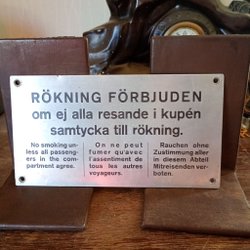 RÖKNING FÖRBJUDEN
om ej alla resande i kupén
samtycka till rökning.
No smoking un-
less all passeng-
ers in the com-
partment agree.
On ne peut
fumer qu'avec
l'assentiment de
tous les autres
voyageurs.
Rauchen ohne
Zustimmung aller
in diesem Abteil
Mitreisenden ver-
boten.